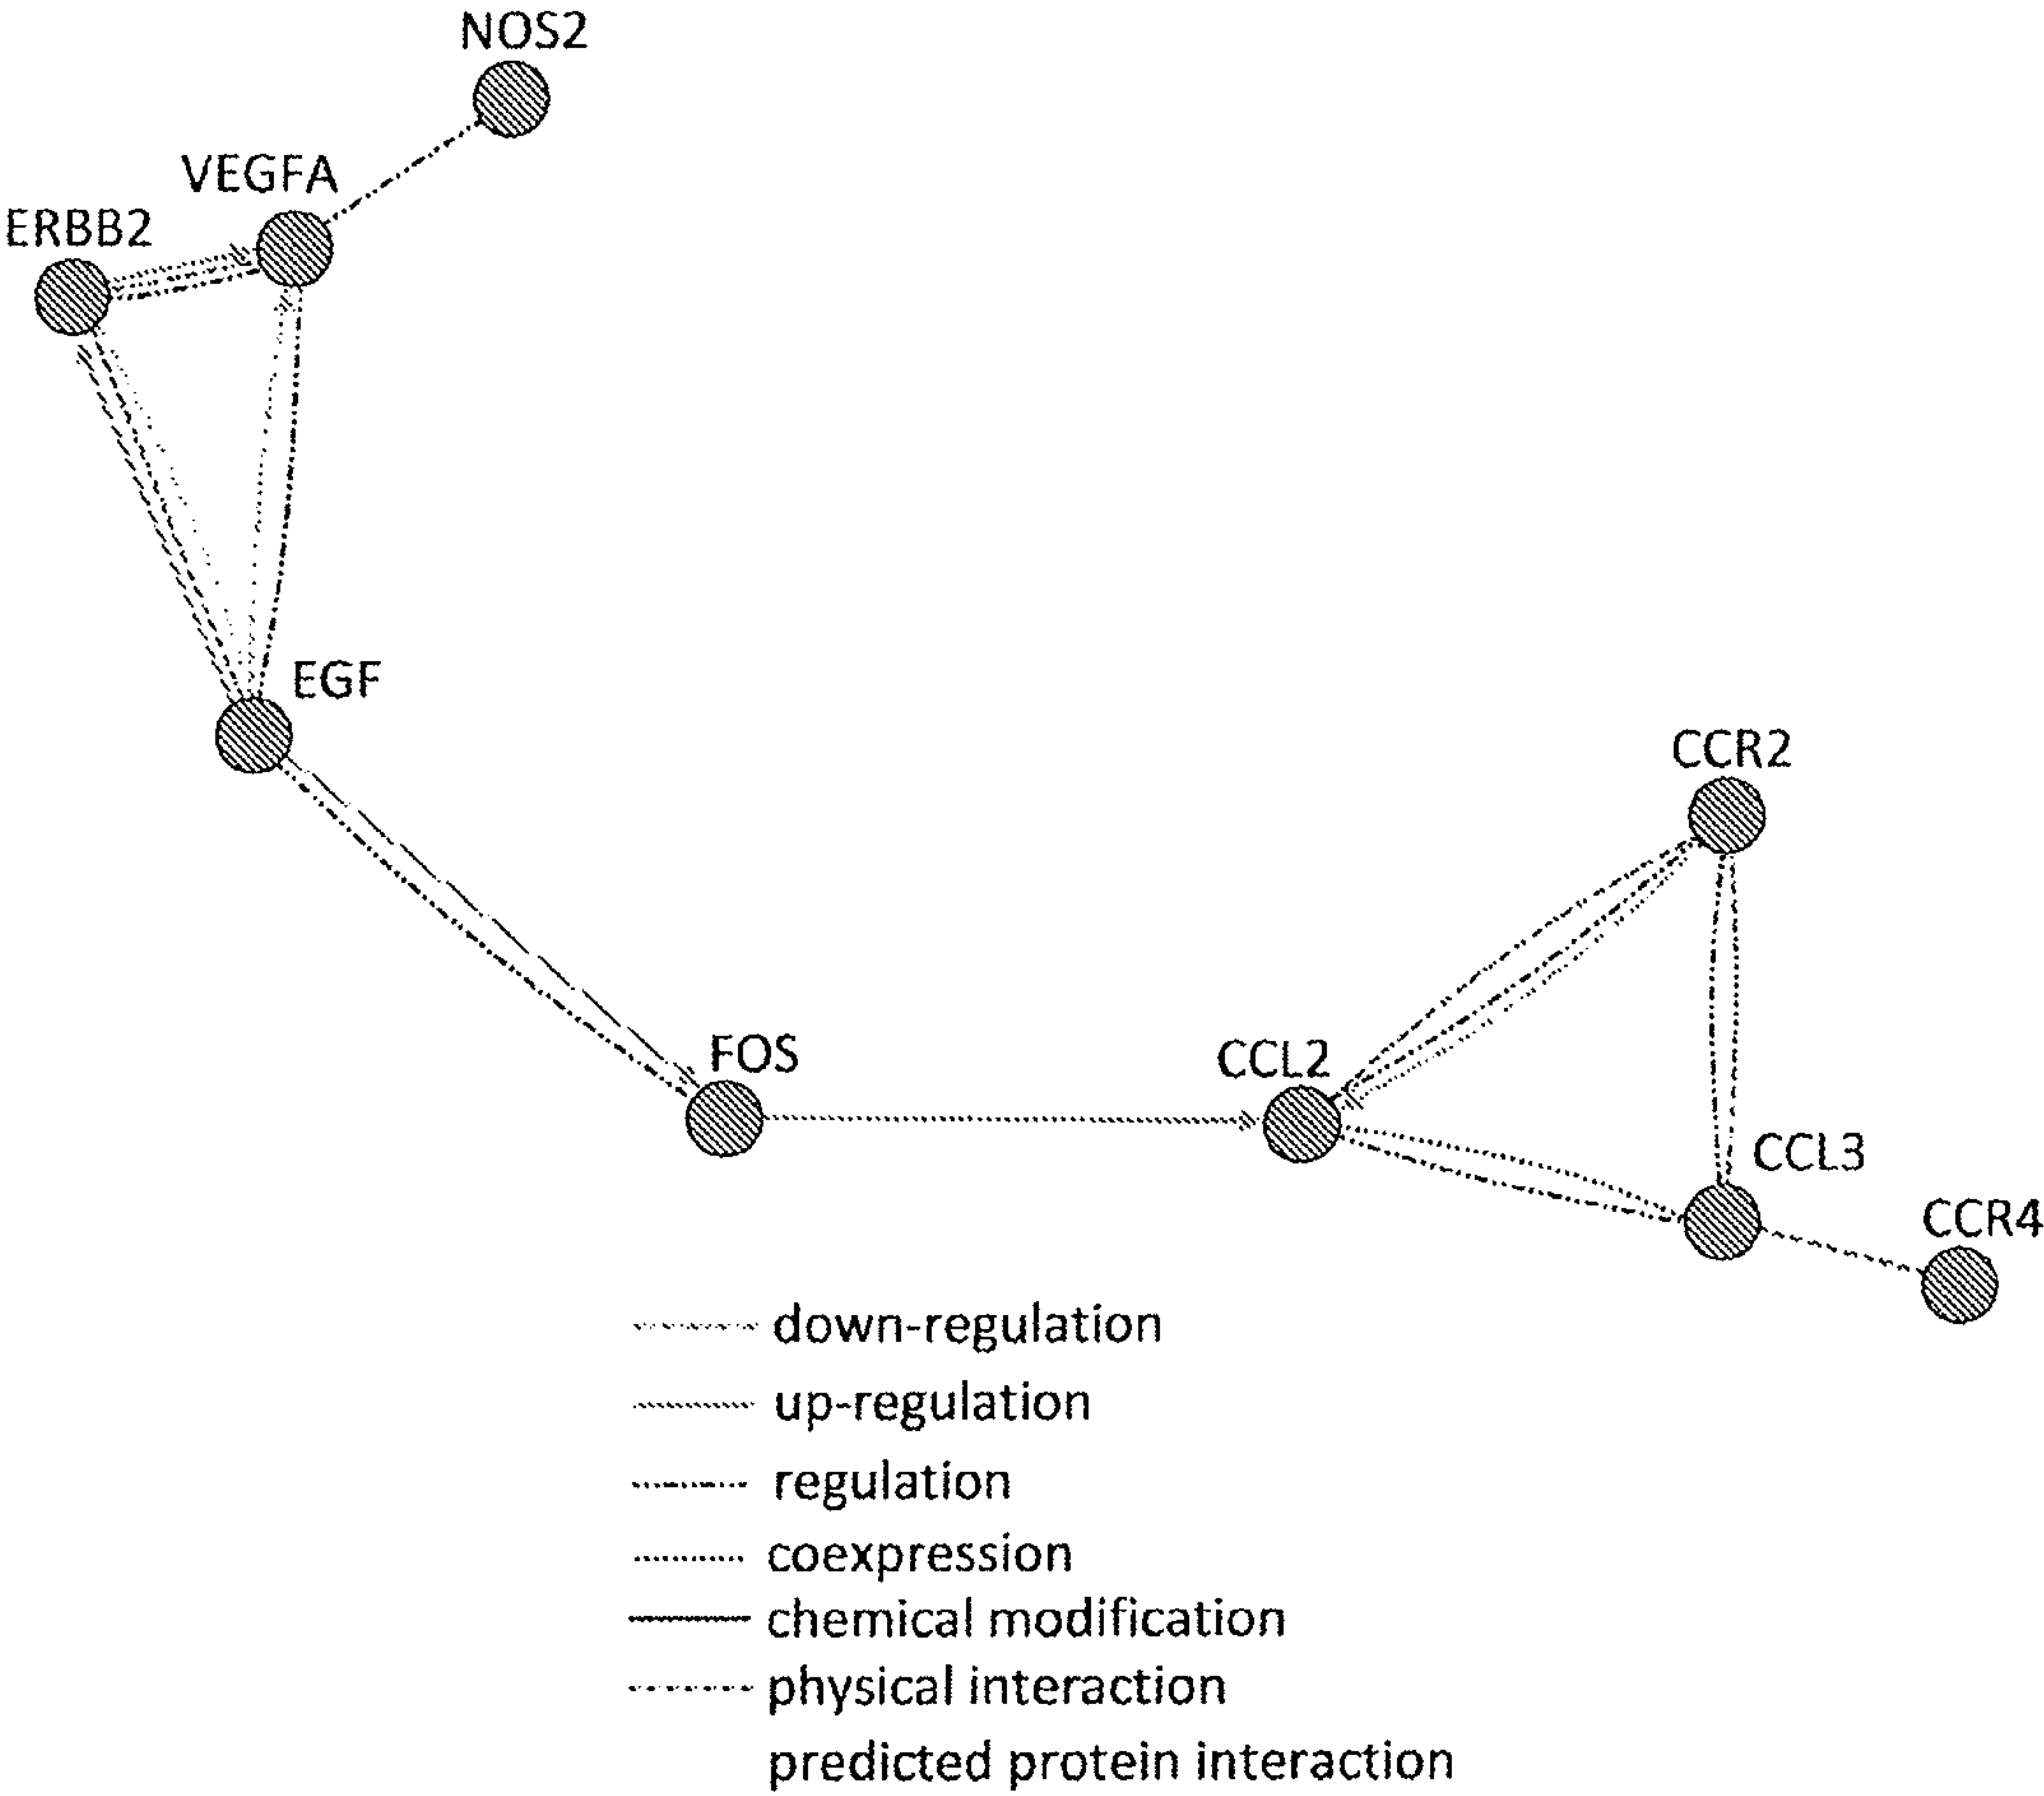 NOS2
VEGFA
ERBB2
EGF
CCR2
FOS
CCL2
CCL3
CCR4
down-regulation
up-regulation
regulation
coexpression
chemical modification
physical interaction
predicted protein interaction